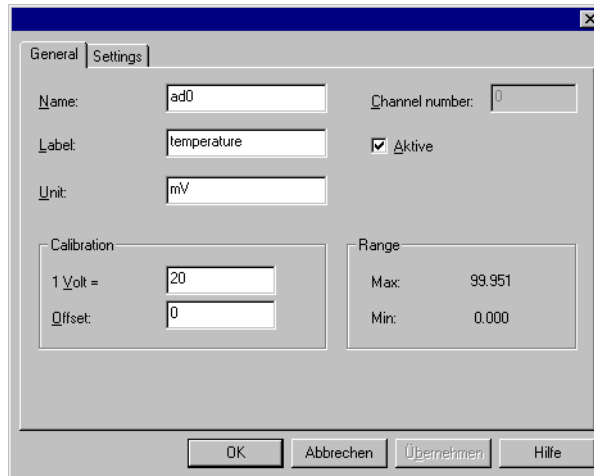 General Settings
Name: ad0 Channel number: 0
Label: temperature Aktive
Unit: mV
Calibration Range
1 Volt = 20 Max: 99.951
Offset: 0 Min: 0.000
OK Abbrechen Übernehmen Hilfe